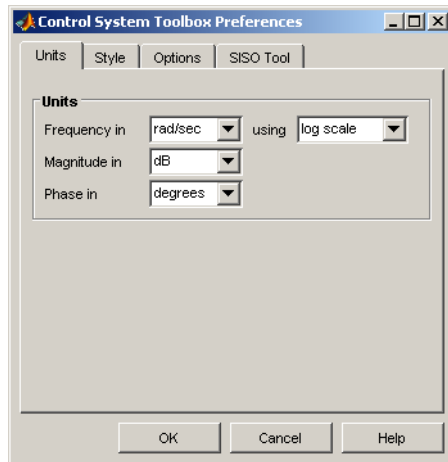 Control System Toolbox Preferences
Units Style Options SISO Tool
Units
Frequency in rad/sec using log scale
Magnitude in dB
Phase in degrees
OK Cancel Help